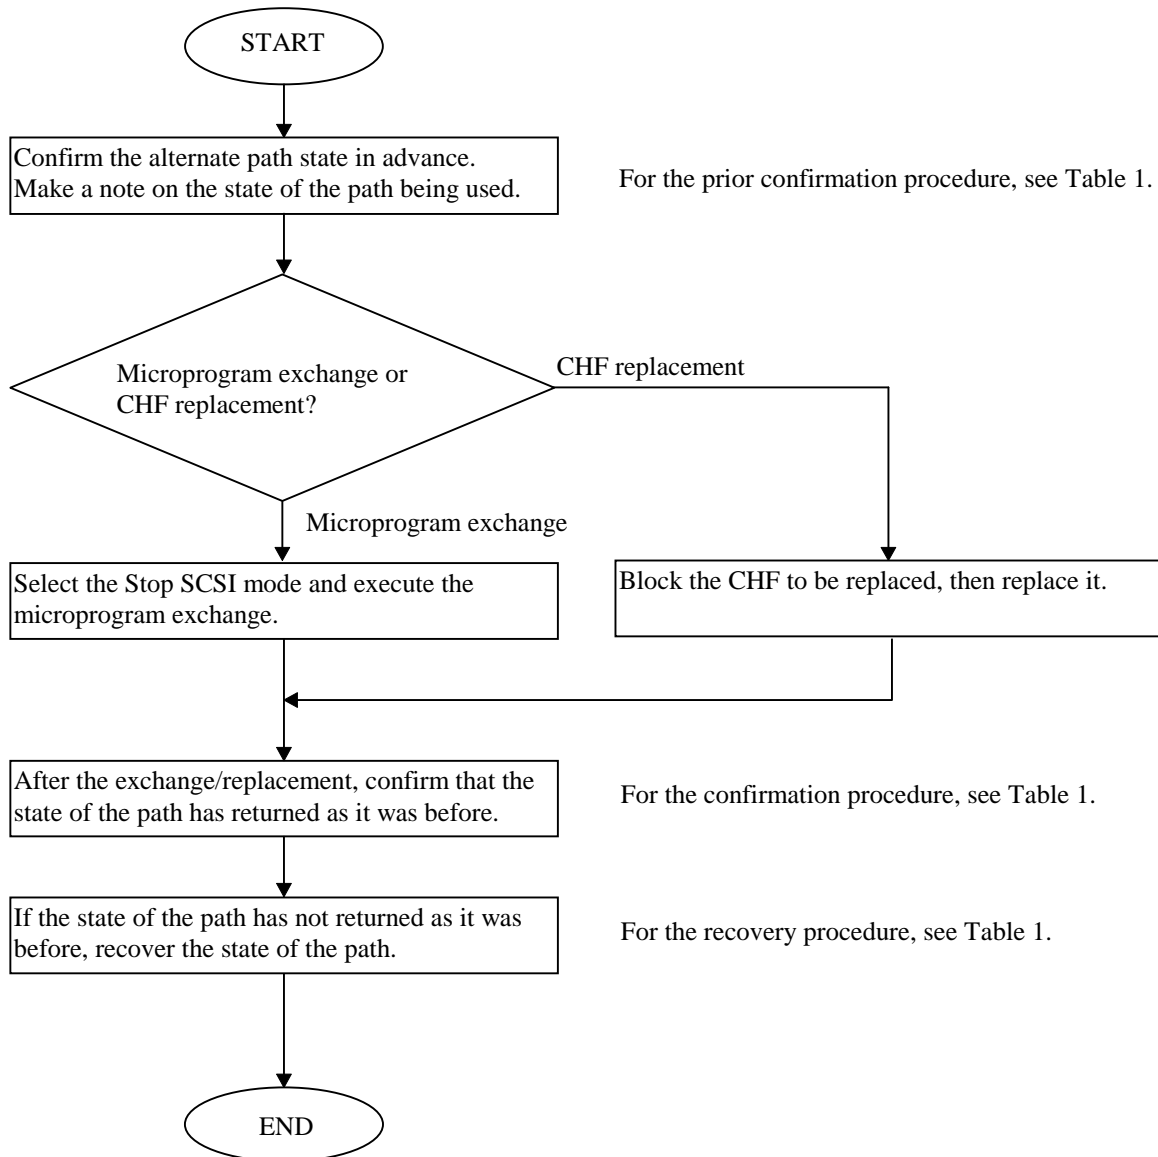 START
Confirm the alternate path state in advance.
Make a note on the state of the path being used.
For the prior confirmation procedure, see Table 1.
Microprogram exchange or
CHF replacement?
CHF replacement
Microprogram exchange
Select the Stop SCSI mode and execute the
microprogram exchange.
Block the CHF to be replaced, then replace it.
After the exchange/replacement, confirm that the
state of the path has returned as it was before.
For the confirmation procedure, see Table 1.
If the state of the path has not returned as it was
before, recover the state of the path.
For the recovery procedure, see Table 1.
END